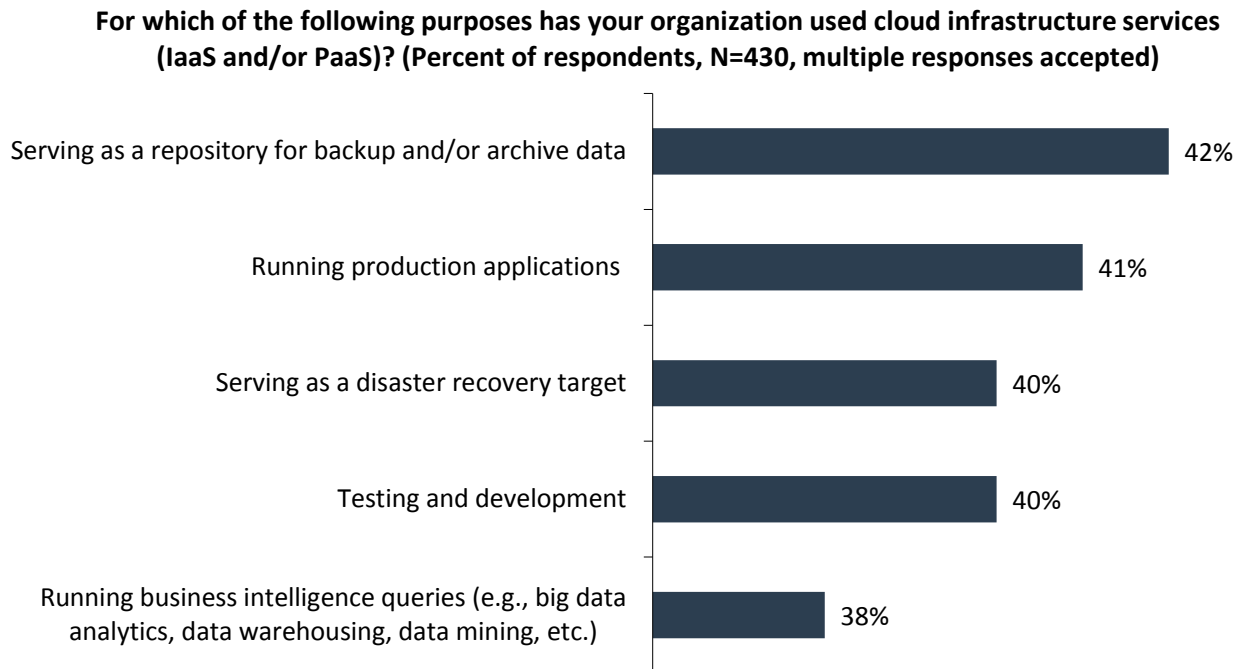 For which of the following purposes has your organization used cloud infrastructure services
(IaaS and/or PaaS)? (Percent of respondents, N=430, multiple responses accepted)
Serving as a repository for backup and/or archive data
42%
Running production applications
41%
Serving as a disaster recovery target
40%
Testing and development
40%
Running business intelligence queries (e.g., big data
analytics, data warehousing, data mining, etc.)
38%